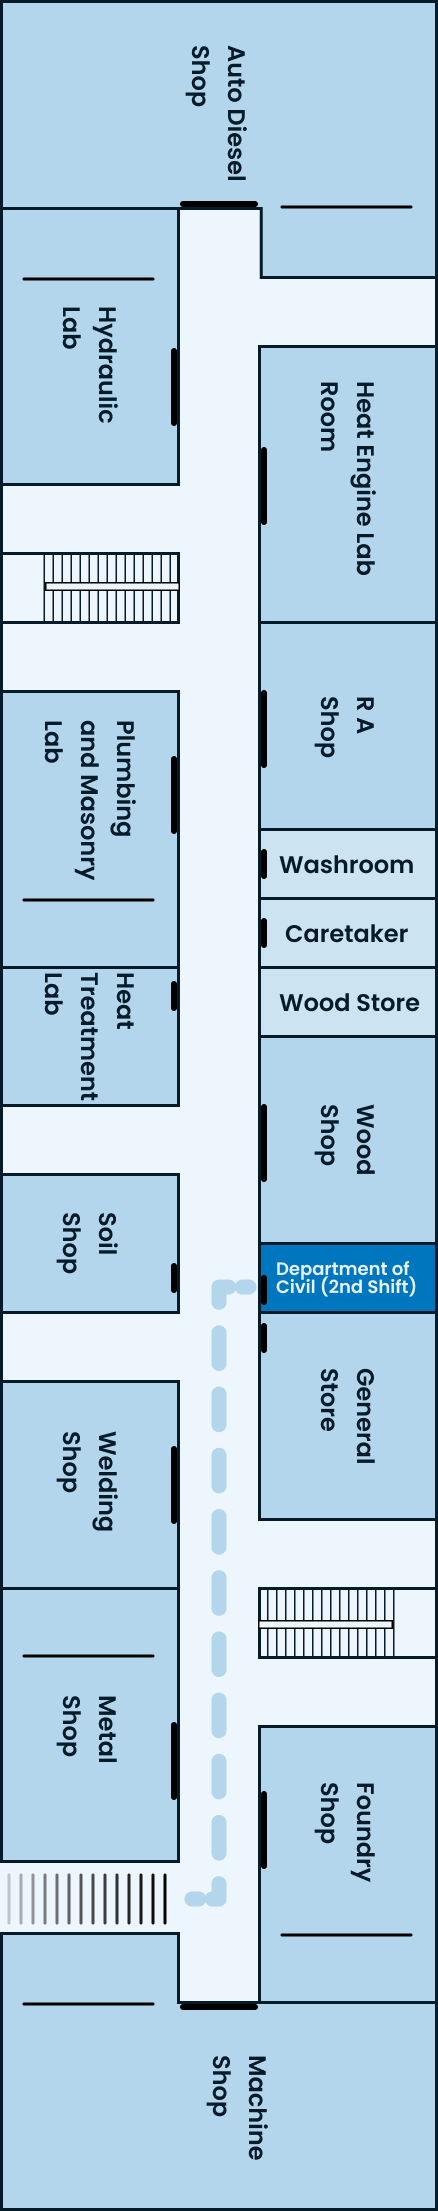 Auto Diesel
Shop
Hydraulic
Lab
Heat Engine Lab
Room
R A
Shop
Plumbing
and Masonry
Lab
Washroom
Caretaker
Heat
Treatment
Lab
Wood Store
Wood
Shop
Soil
Shop
Department of
Civil (2nd Shift)
General
Store
Welding
Shop
Metal
Shop
Foundry
Shop
Machine
Shop